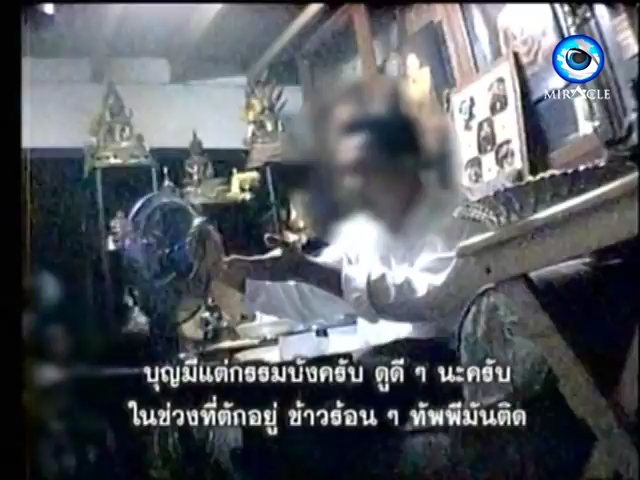 MIRACLE
บุญมีแต่กรรมบังครับ ดูดี ๆ นะครับ
ในช่วงที่ตักอยู่ ข้าวร้อน ๆ ทัพพีมันติด